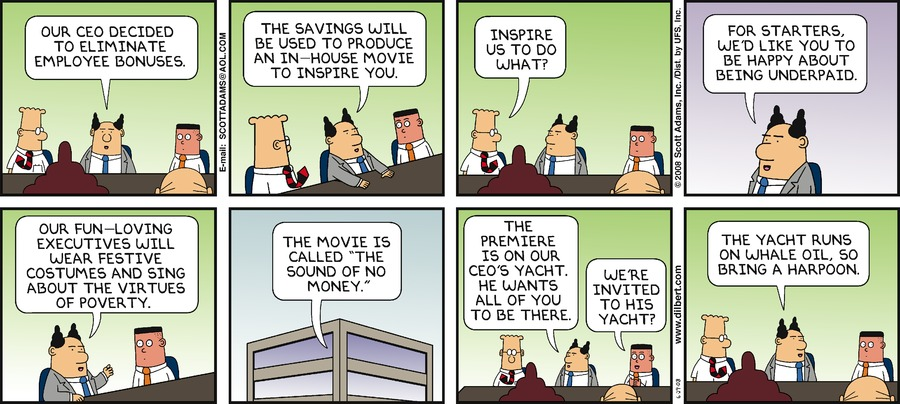 OUR CEO DECIDED
TO ELIMINATE
EMPLOYEE BONUSES.
E-mail: SCOTTADAMS@AOL.COM
THE SAVINGS WILL
BE USED TO PRODUCE
AN IN-HOUSE MOVIE
TO INSPIRE YOU.
INSPIRE
US TO DO
WHAT?
© 2008 Scott Adams, Inc. /Dist. by UFS, Inc.
FOR STARTERS,
WE'D LIKE YOU TO
BE HAPPY ABOUT
BEING UNDERPAID.
OUR FUN-LOVING
EXECUTIVES WILL
WEAR FESTIVE
COSTUMES AND SING
ABOUT THE VIRTUES
OF POVERTY.
THE MOVIE IS
CALLED "THE
SOUND OF NO
MONEY."
THE
PREMIERE
IS ON OUR
CEO'S YACHT.
HE WANTS
ALL OF YOU
TO BE THERE.
WE'RE
INVITED
TO HIS
YACHT?
www.dilbert.com
6-29-08
THE YACHT RUNS
ON WHALE OIL, SO
BRING A HARPOON.